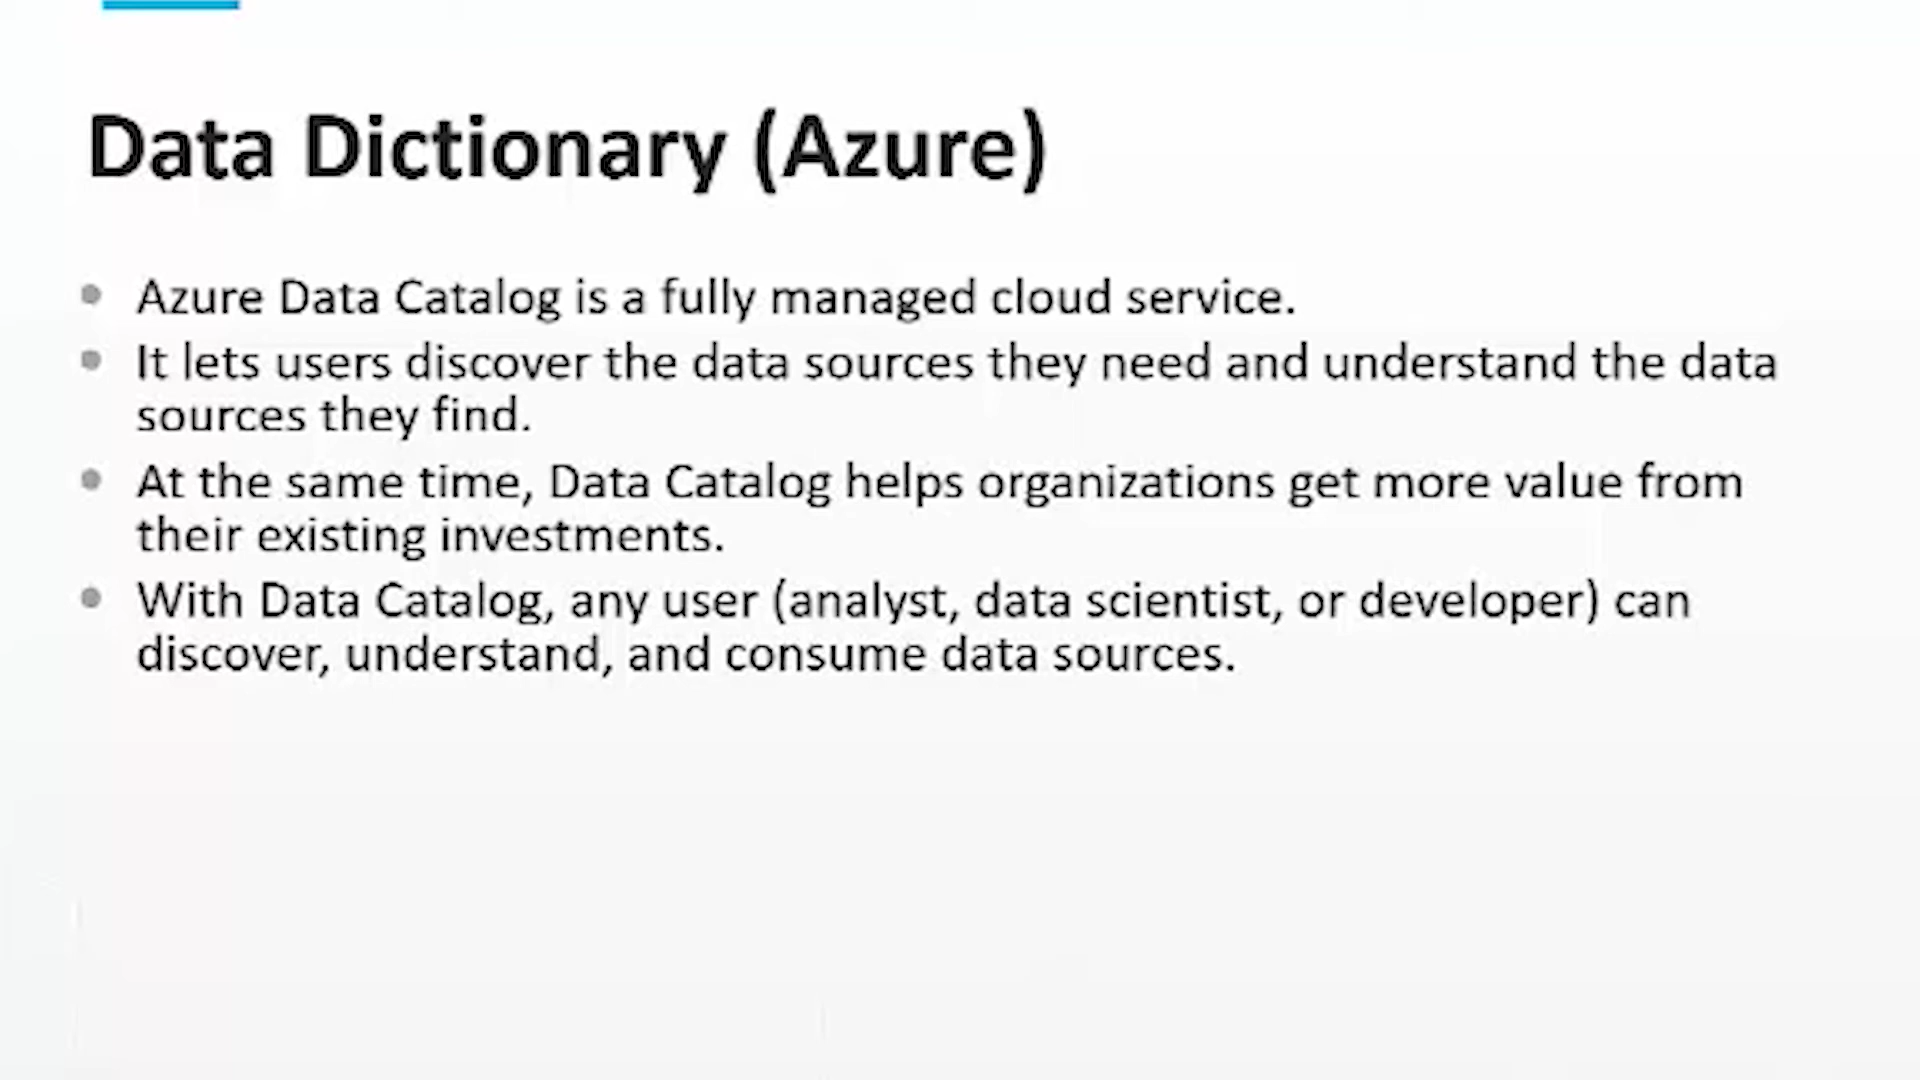 Data Dictionary (Azure)
Azure Data Catalog is a fully managed cloud service.
It lets users discover the data sources they need and understand the data
sources they find.
At the same time, Data Catalog helps organizations get more value from
their existing investments.
With Data Catalog, any user (analyst, data scientist, or developer) can
discover, understand, and consume data sources.